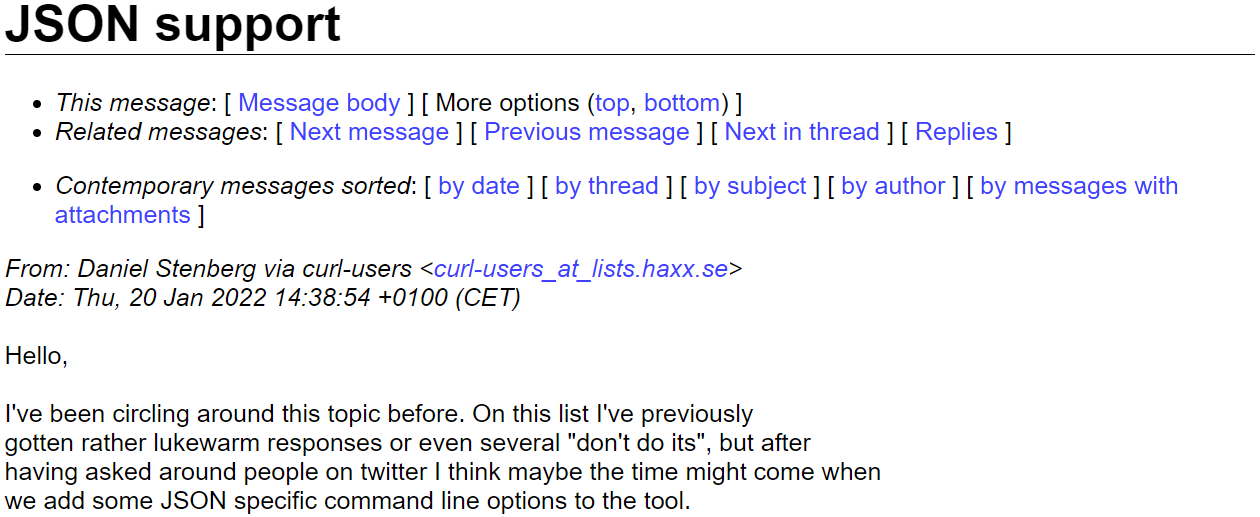 JSON support
This message: [ Message body ] [ More options (top, bottom) ]
Related messages: [ Next message ] [ Previous message ] [ Next in thread ] [ Replies ]
Contemporary messages sorted: [ by date ] [ by thread ] [ by subject ] [ by author ] [ by messages with
attachments ]
From: Daniel Stenberg via curl-users <curl-users_at_lists.haxx.se>
Date: Thu, 20 Jan 2022 14:38:54 +0100 (CET)
Hello,
I've been circling around this topic before. On this list I've previously
gotten rather lukewarm responses or even several "don't do its", but after
having asked around people on twitter I think maybe the time might come when
we add some JSON specific command line options to the tool.